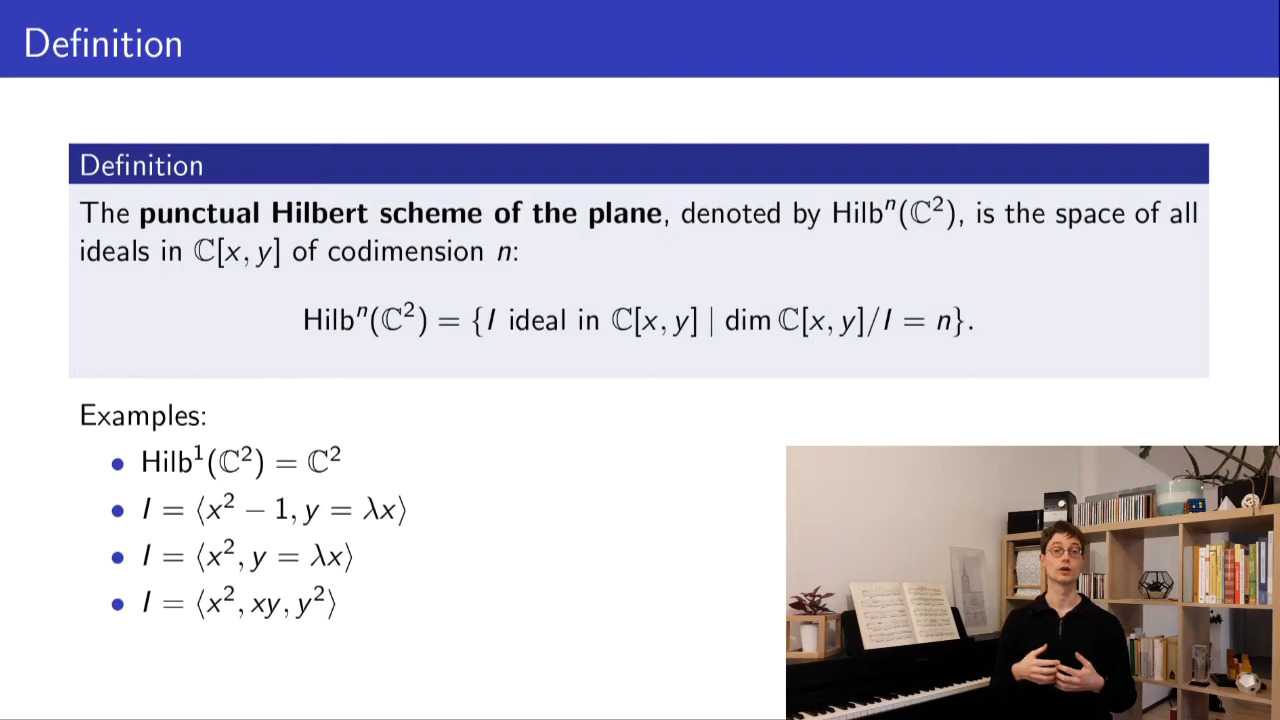 Definition
Definition
The punctual Hilbert scheme of the plane, denoted by Hilbⁿ(ℂ²), is the space of all
ideals in ℂ[x, y] of codimension n:
Hilbⁿ(ℂ²) = {I ideal in ℂ[x, y] | dim ℂ[x, y]/I = n}.
Examples:
• Hilb¹(ℂ²) = ℂ²
• I = ⟨x² − 1, y = λx⟩
• I = ⟨x², y = λx⟩
• I = ⟨x², xy, y²⟩